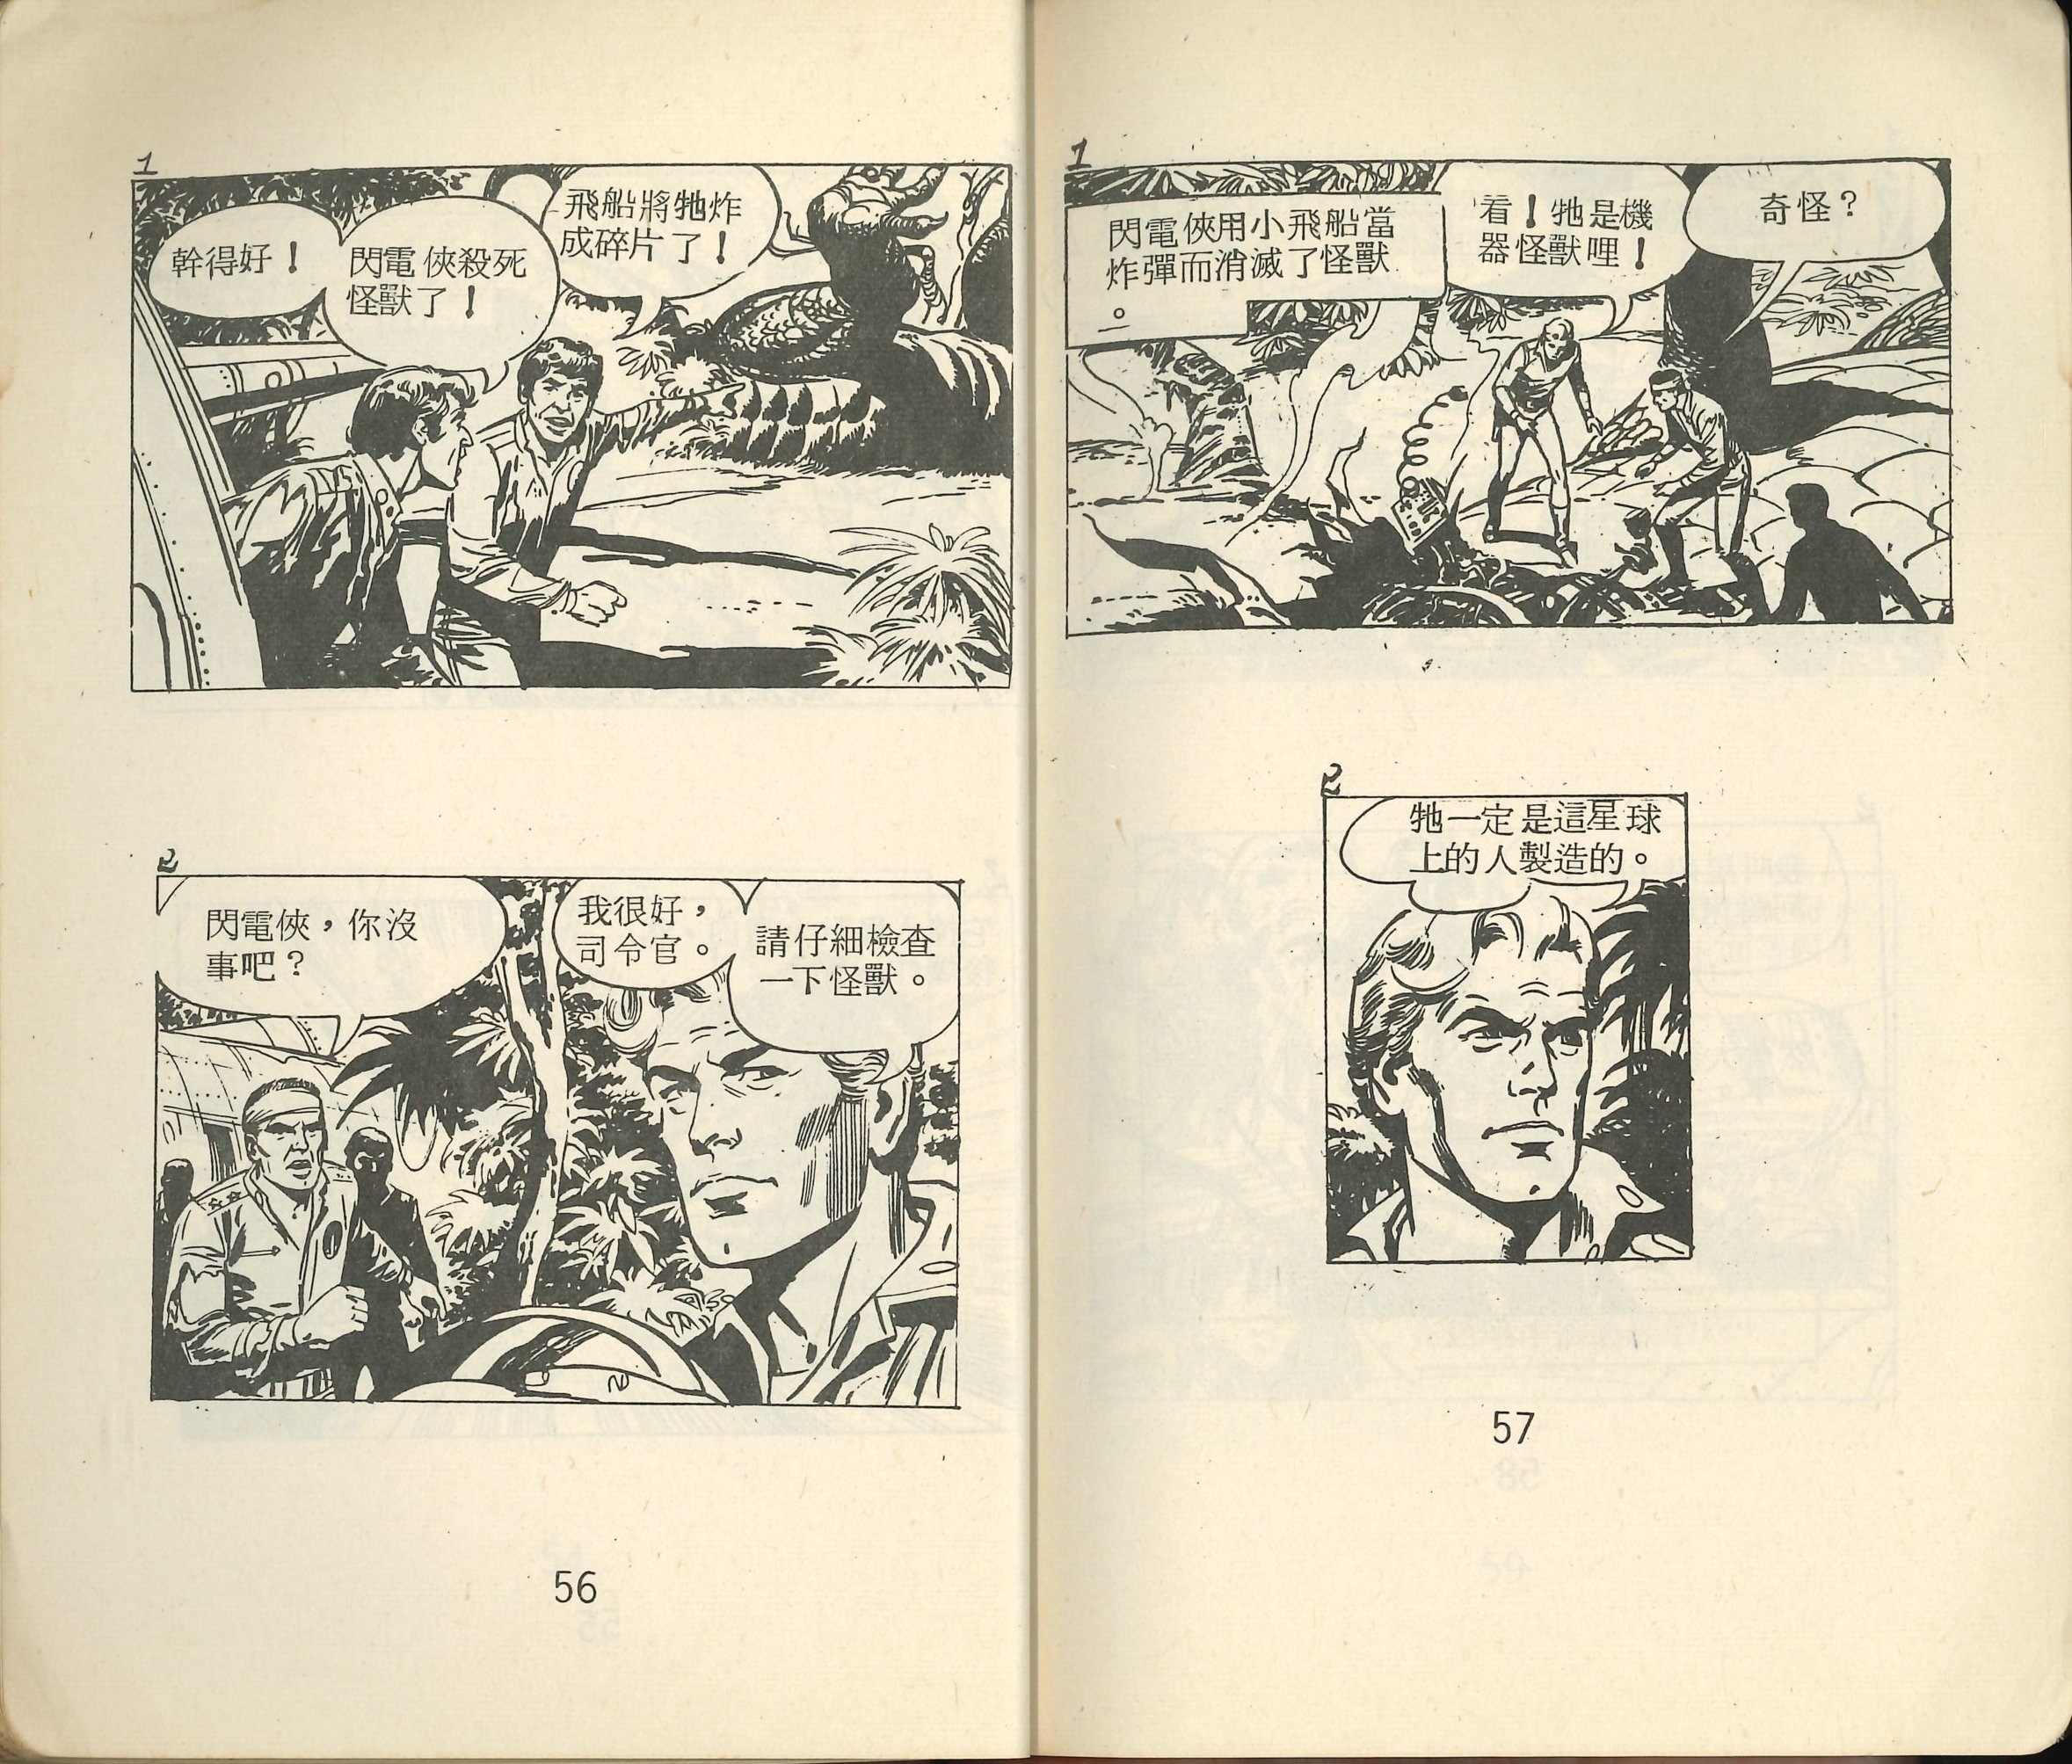 1
幹得好！
閃電俠殺死
怪獸了！
飛船將牠炸
成碎片了！
2
閃電俠，你沒
事吧？
我很好，
司令官。
請仔細檢查
一下怪獸。
56
1
閃電俠用小飛船當
炸彈而消滅了怪獸
。
看！牠是機
器怪獸哩！
奇怪？
2
牠一定是這星球
上的人製造的。
57